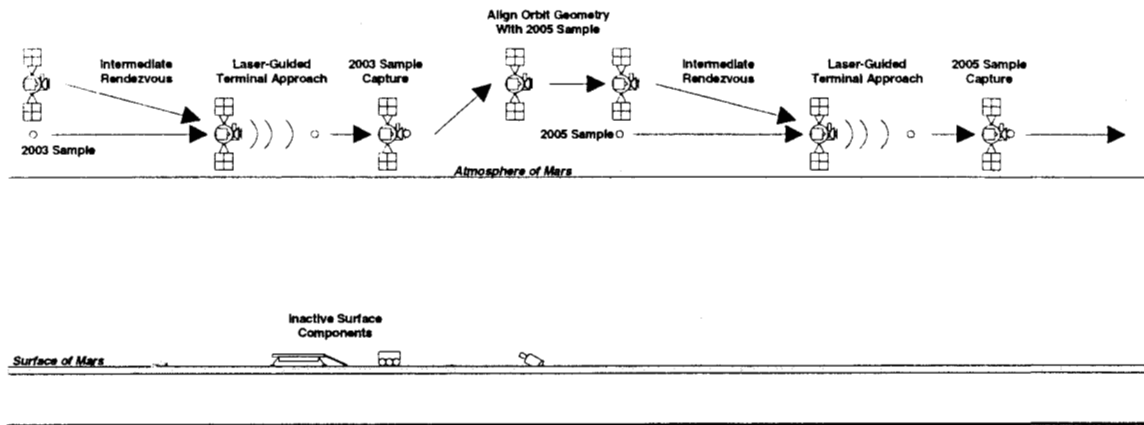 Align Orbit Geometry
With 2005 Sample
Intermediate
Rendezvous
Laser-Guided
Terminal Approach
2003 Sample
Capture
Intermediate
Rendezvous
Laser-Guided
Terminal Approach
2005 Sample
Capture
2003 Sample
2005 Sample
Atmosphere of Mars
Inactive Surface
Components
Surface of Mars